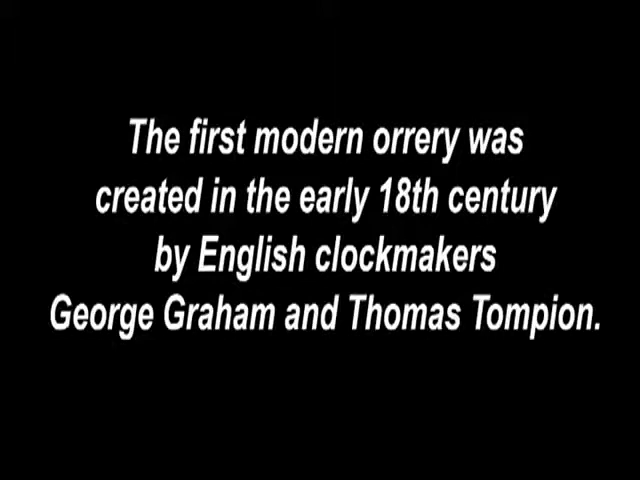 The first modern orrery was
created in the early 18th century
by English clockmakers
George Graham and Thomas Tompion.